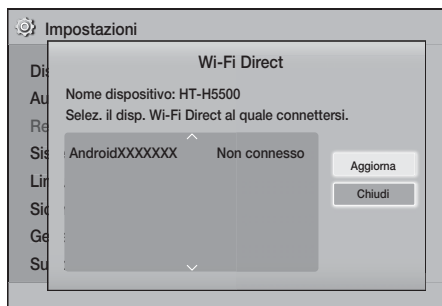 Impostazioni
Wi-Fi Direct
Nome dispositivo: HT-H5500
Selez. il disp. Wi-Fi Direct al quale connettersi.
AndroidXXXXXXX Non connesso
Aggiorna
Chiudi